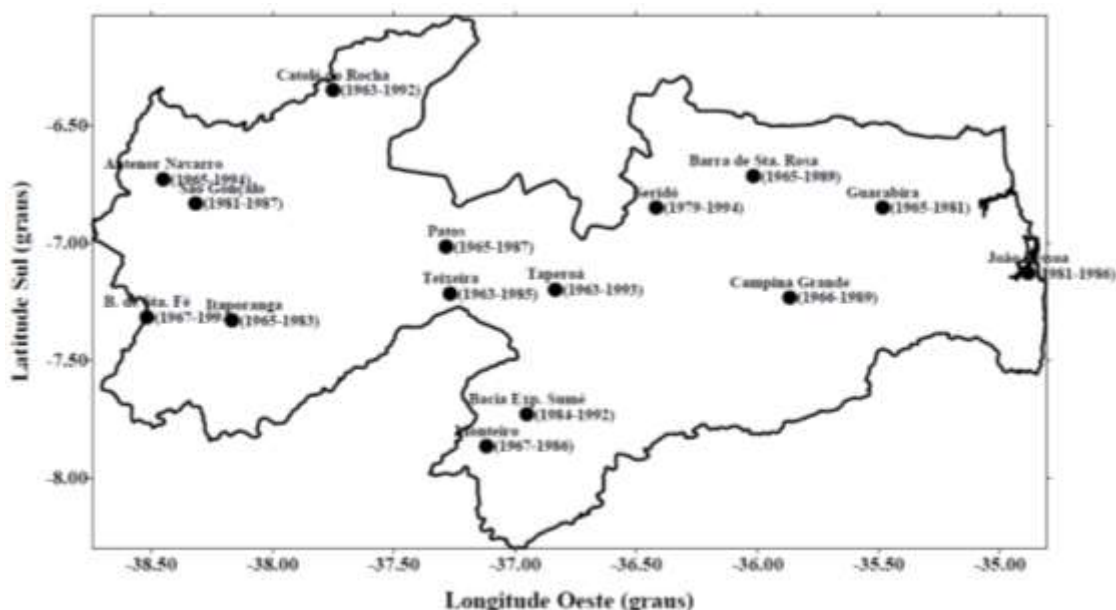 Catolé do Rocha
(1963-1992)
-6.50
Antenor Navarro
(1965-1994)
São Gonçalo
(1981-1987)
Barra de Sta. Rosa
(1965-1989)
Seridó
(1979-1994)
Guarabira
(1965-1981)
-7.00
Patos
(1965-1987)
João Pessoa
(1981-1986)
Teixeira
(1963-1985)
Taperoá
(1963-1993)
Campina Grande
(1966-1989)
B. de Sta. Fé
Itaporanga
(1965-1983)
-7.50
Bacia Exp. Sumé
(1984-1992)
Monteiro
(1967-1986)
-8.00
Latitude Sul (graus)
-38.50 -38.00 -37.50 -37.00 -36.50 -36.00 -35.50 -35.00
Longitude Oeste (graus)